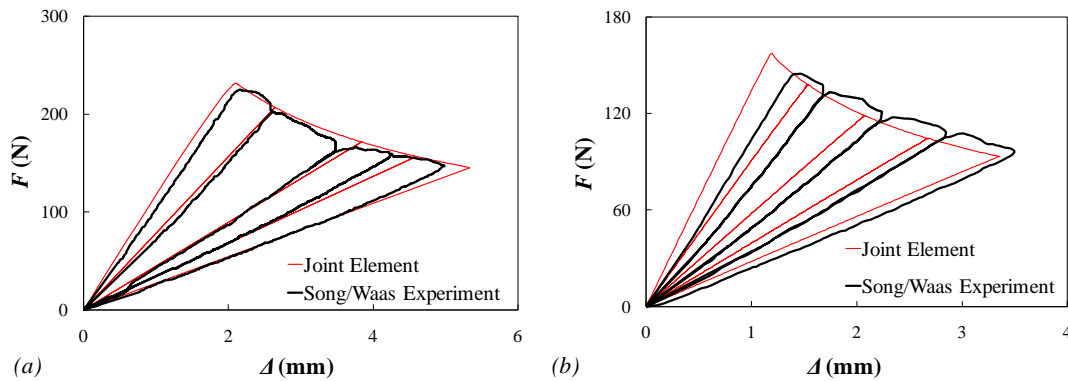 300
200
100
0
F (N)
0 2 4 6
Δ (mm)
Joint Element
Song/Waas Experiment
(a)
180
120
60
0
F (N)
0 1 2 3 4
Δ (mm)
Joint Element
Song/Waas Experiment
(b)